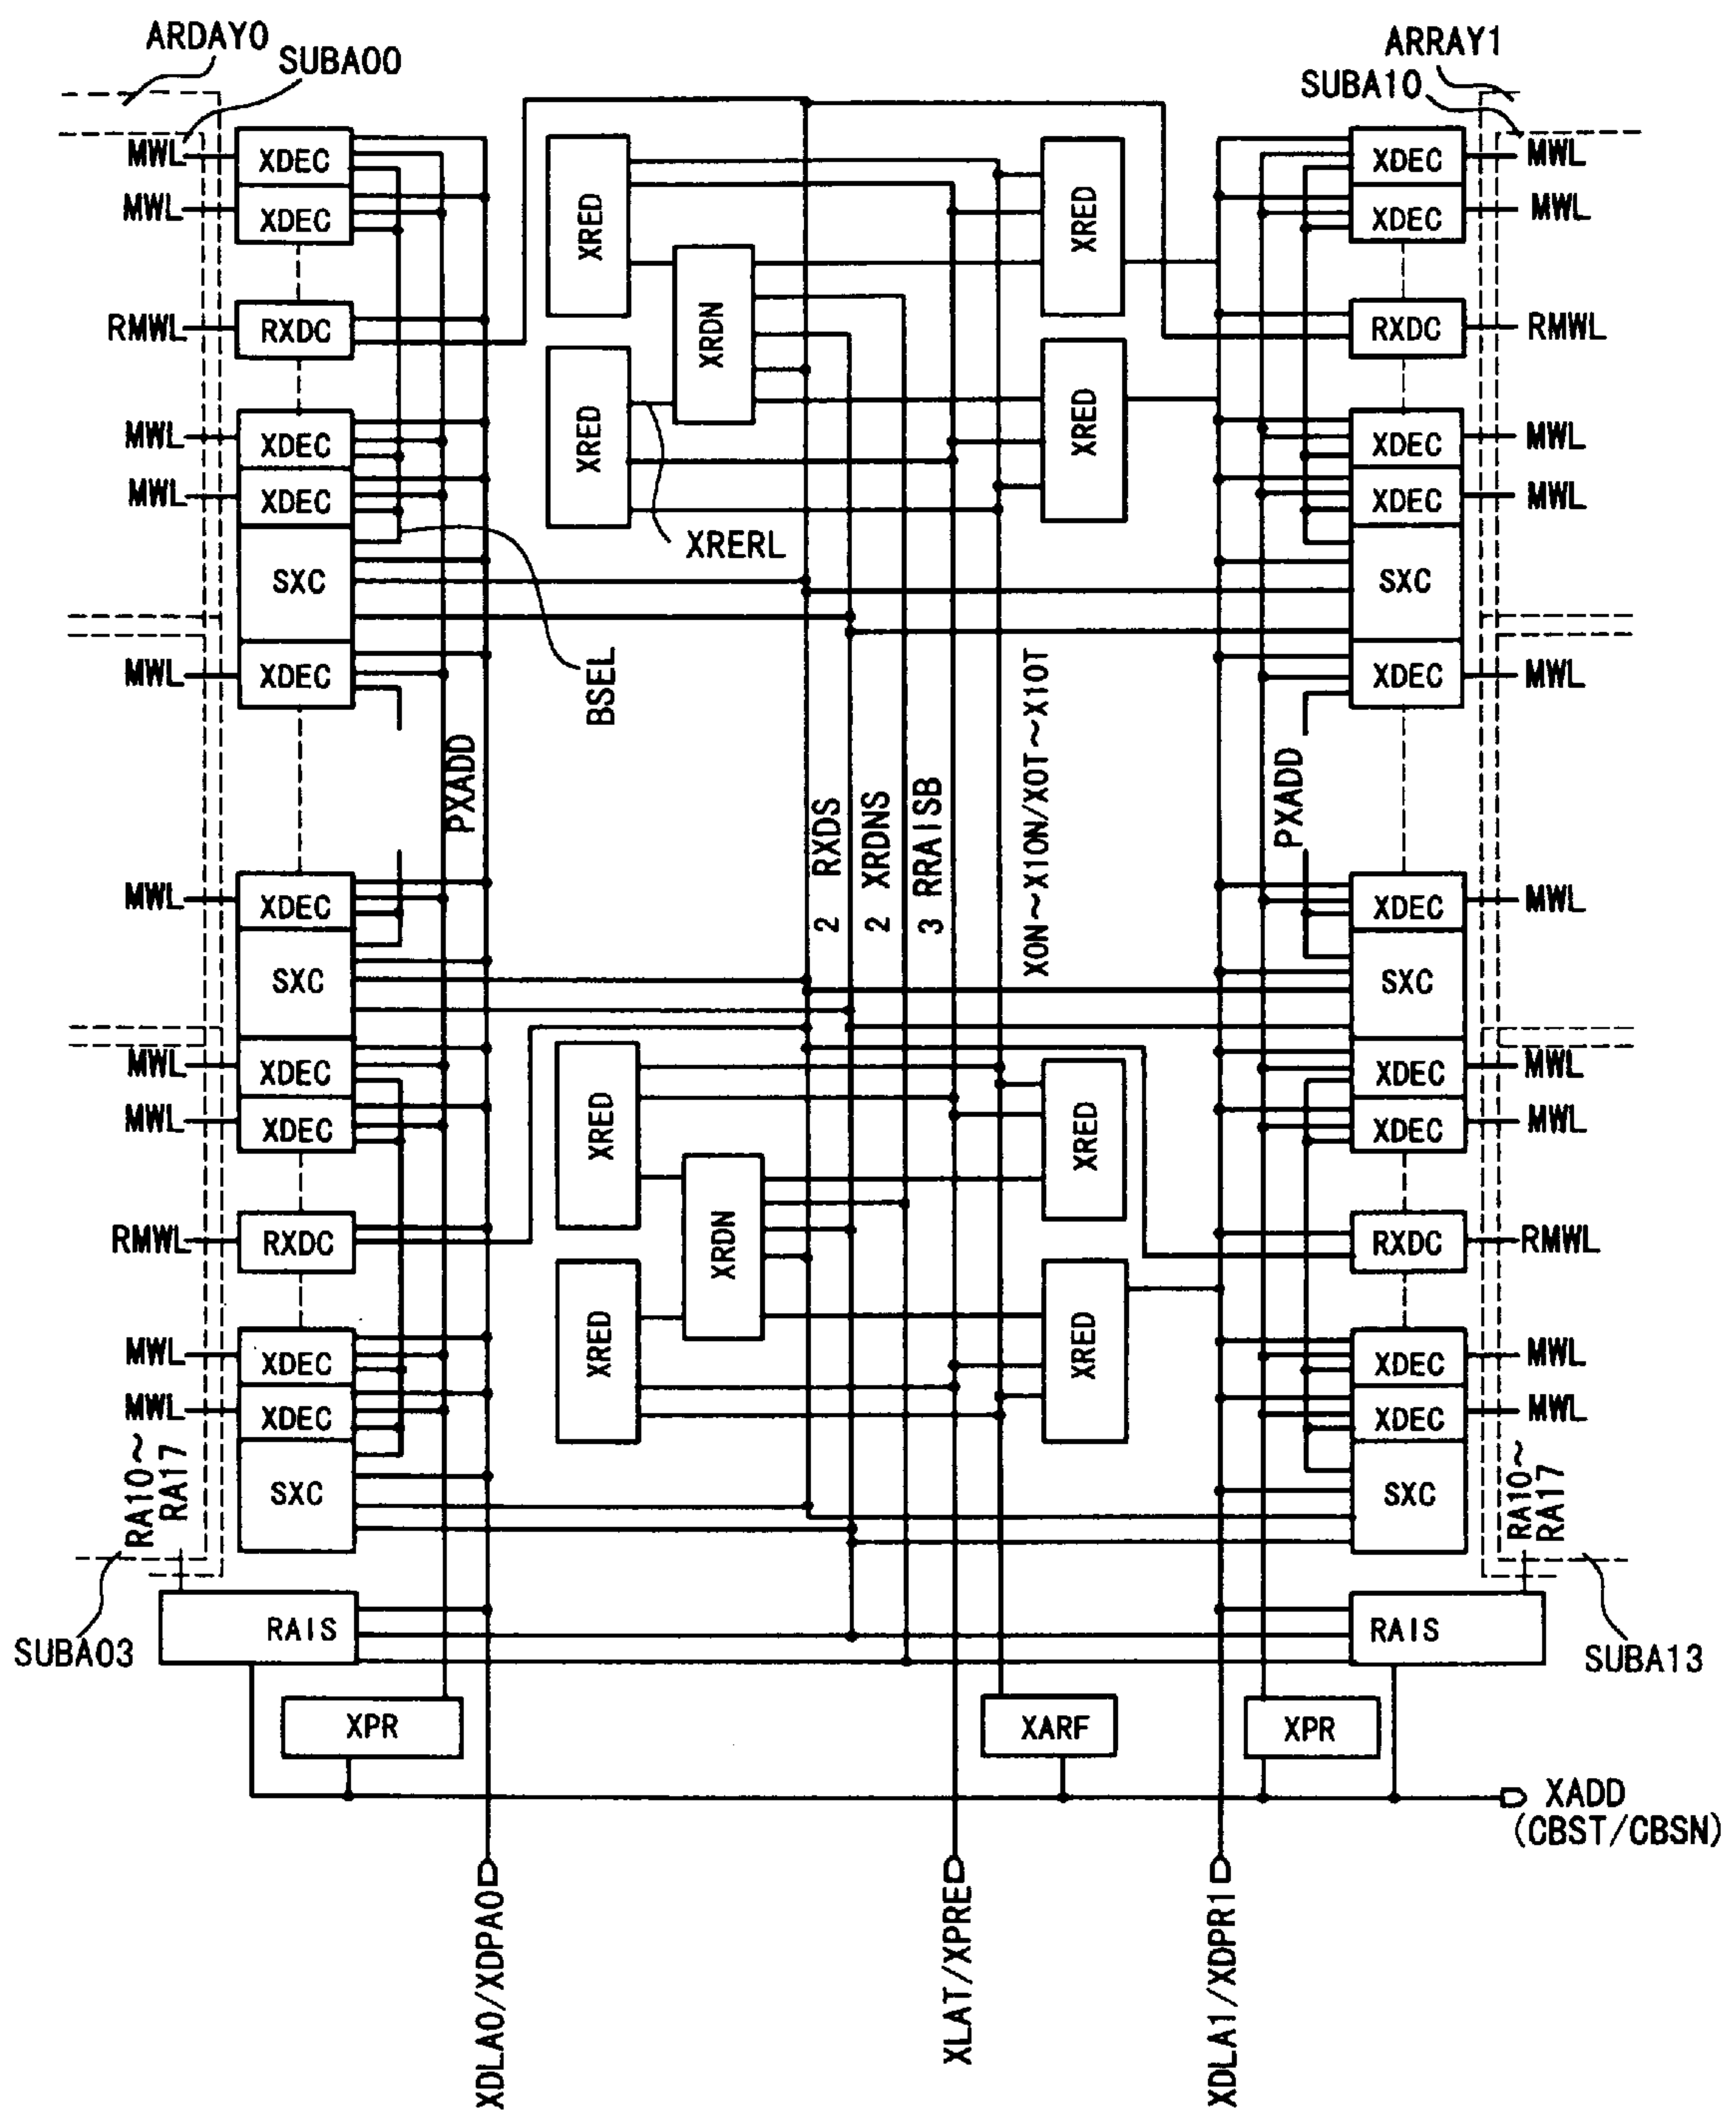 ARDAY0
SUBA00
ARRAY1
SUBA10
MWL
XDEC
XRED
XRED
XDEC
MWL
MWL
XDEC
XDEC
MWL
RMWL
RXDC
XRDN
RXDC
RMWL
MWL
XDEC
XRED
XRED
XDEC
MWL
MWL
XDEC
XDEC
MWL
XRERL
SXC
SXC
MWL
XDEC
BSEL
XDEC
MWL
PXADD
2 RXDS
2 XRDNS
3 RRAISB
X0N~X10N/X0T~X10T
PXADD
MWL
XDEC
XDEC
MWL
SXC
SXC
MWL
XDEC
XRED
XRED
XDEC
MWL
MWL
XDEC
XDEC
MWL
RMWL
RXDC
XRDN
RXDC
RMWL
MWL
XDEC
XRED
XRED
XDEC
MWL
MWL
XDEC
XDEC
MWL
RA10~
RA17
SXC
SXC
RA10~
RA17
SUBA03
RAIS
RAIS
SUBA13
XPR
XARF
XPR
XADD
(CBST/CBSN)
XDLA0/XDPA0
XLAT/XPRE
XDLA1/XDPR1